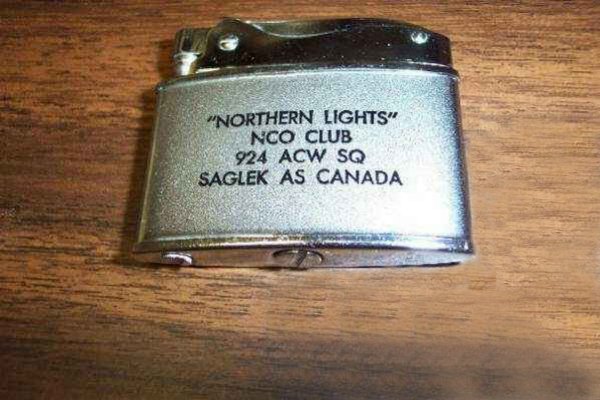 "NORTHERN LIGHTS"
NCO CLUB
924 ACW SQ
SAGLEK AS CANADA